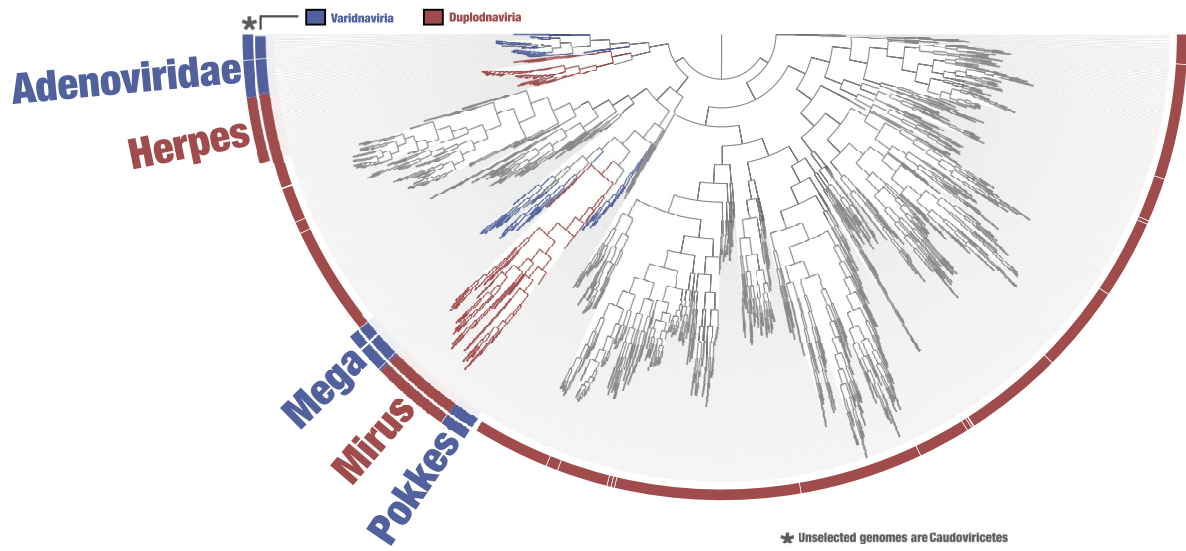 * Varidnaviria Duplodnaviria
Adenoviridae
Herpes
Mega
Mirus
Pokkes
* Unselected genomes are Caudoviricetes